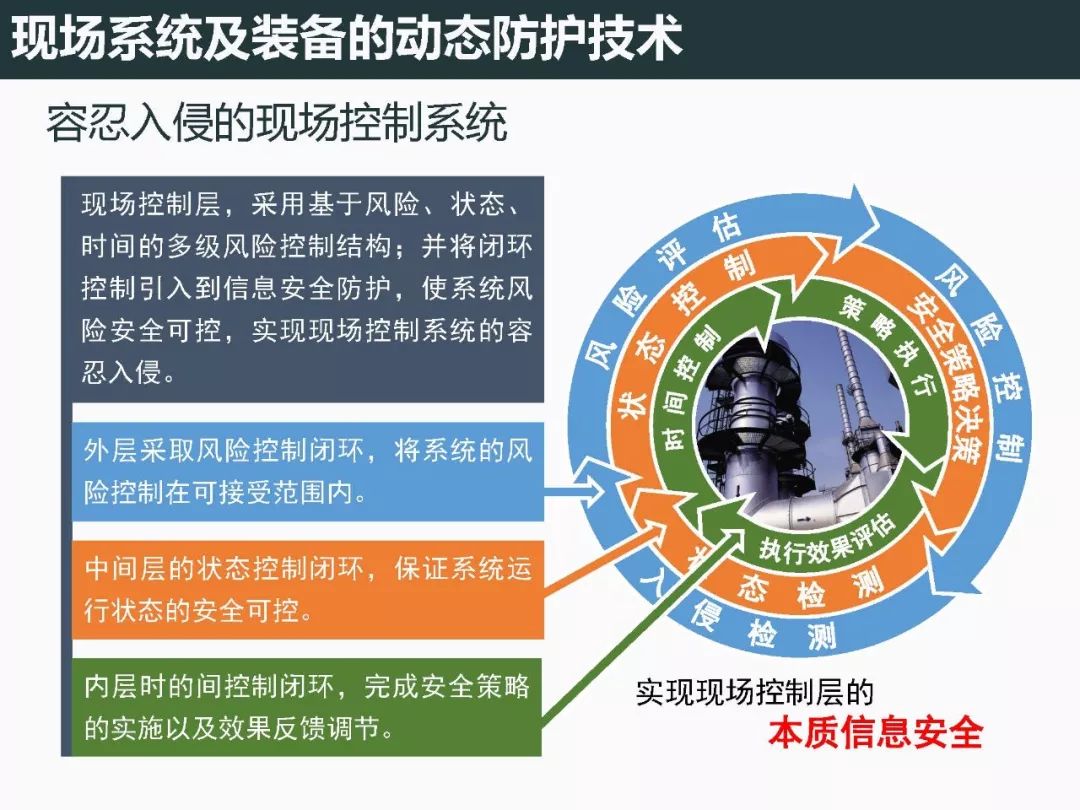 现场系统及装备的动态防护技术
容忍入侵的现场控制系统
现场控制层，采用基于风险、状态、
时间的多级风险控制结构；并将闭环
控制引入到信息安全防护，使系统风
险安全可控，实现现场控制系统的容
忍入侵。
外层采取风险控制闭环，将系统的风
险控制在可接受范围内。
中间层的状态控制闭环，保证系统运
行状态的安全可控。
内层时的间控制闭环，完成安全策略
的实施以及效果反馈调节。
风险评估
风险控制
入侵检测
状态控制
安全策略决策
状态检测
时间控制
策略执行
执行效果评估
实现现场控制层的
本质信息安全